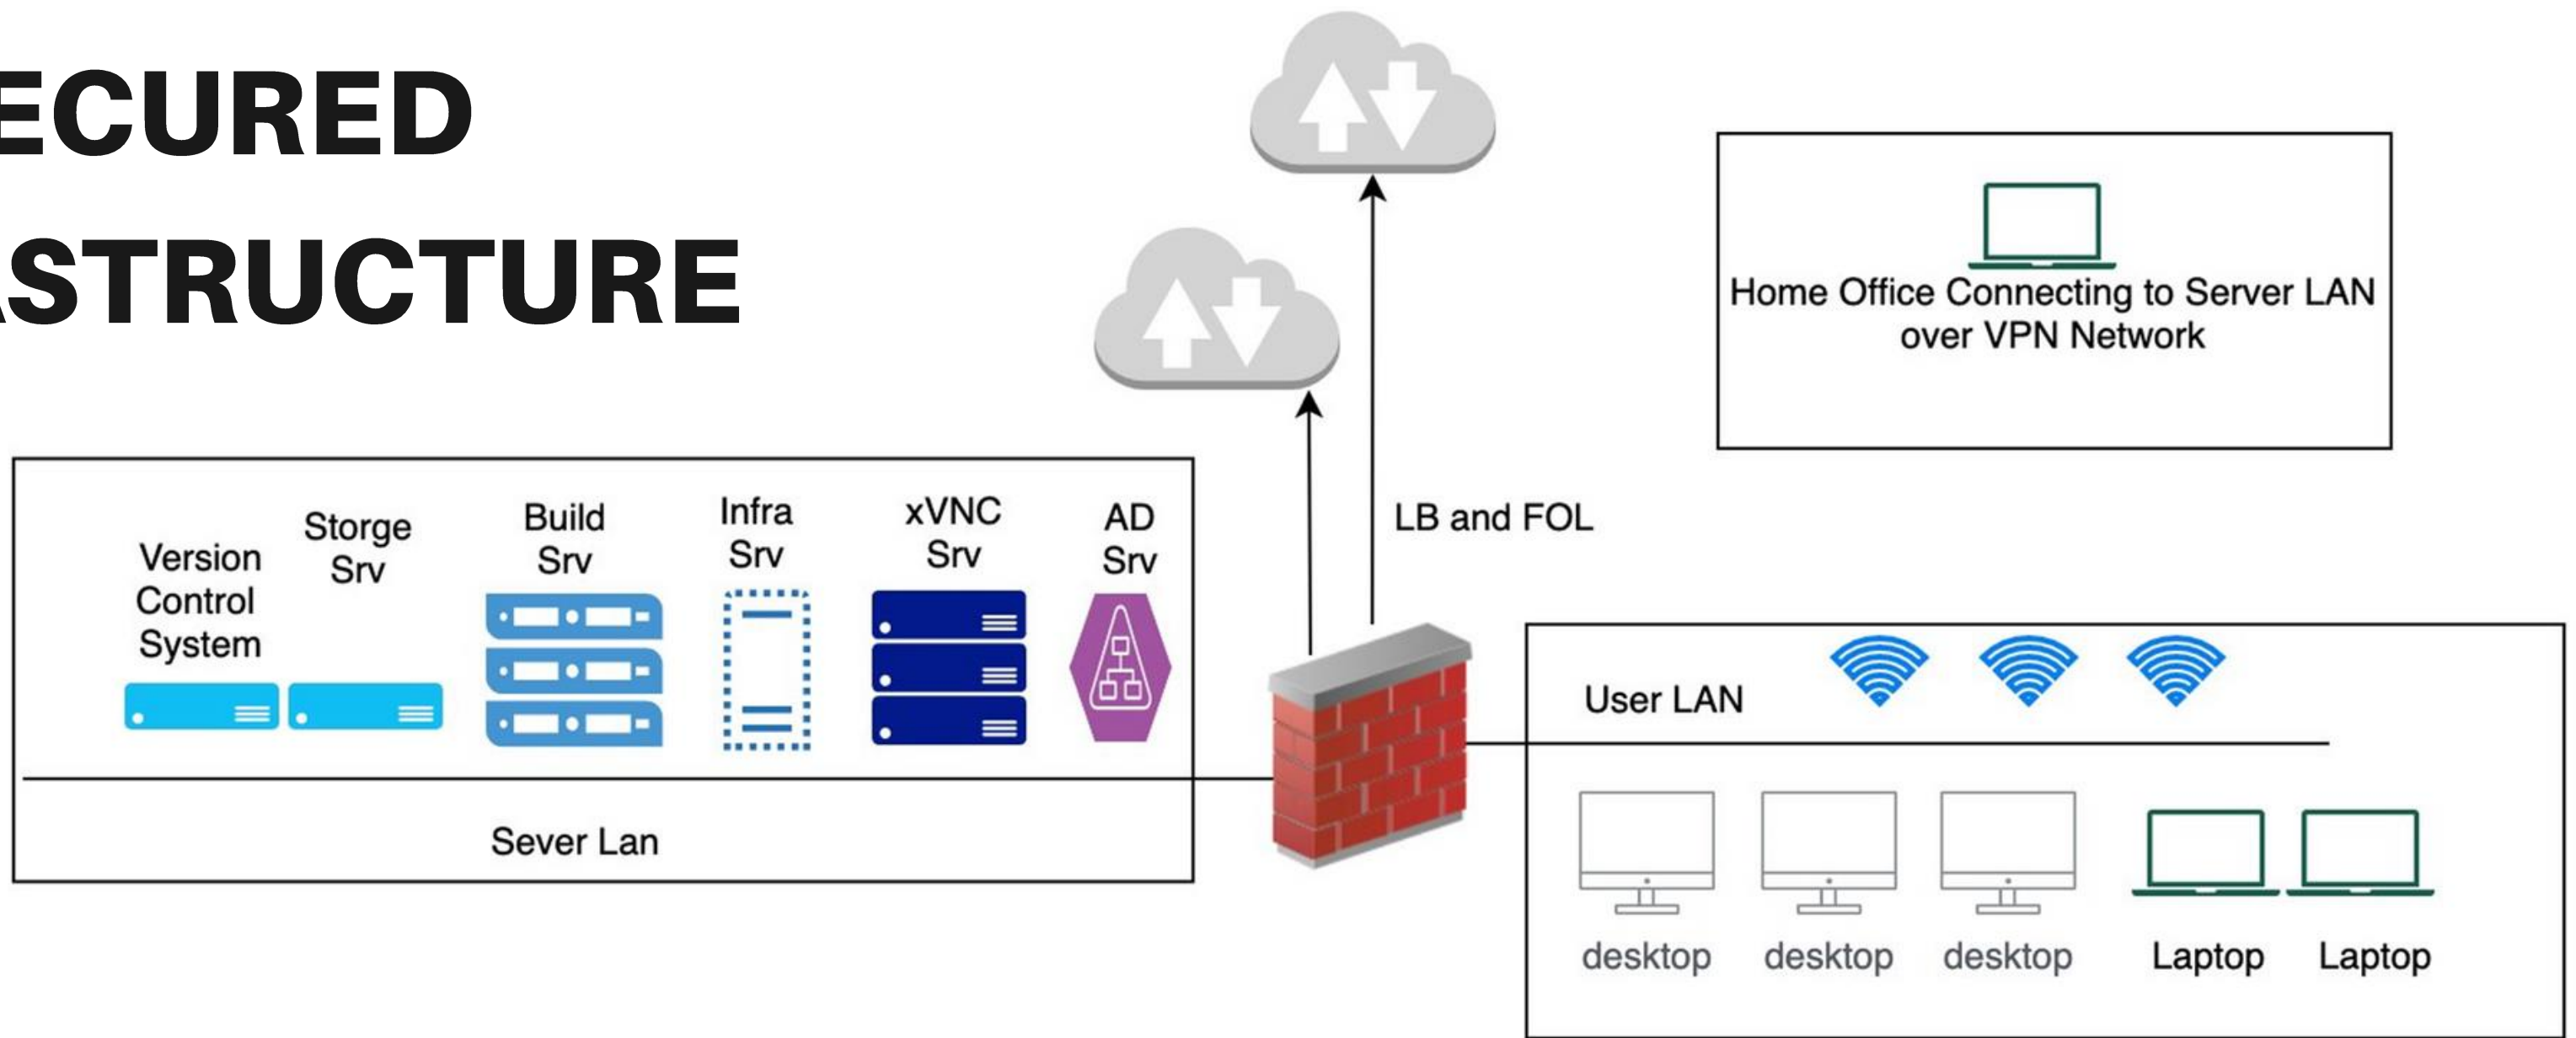 ECURED
ASTRUCTURE
Home Office Connecting to Server LAN
over VPN Network
LB and FOL
Version
Control
System
Storge
Srv
Build
Srv
Infra
Srv
xVNC
Srv
AD
Srv
Sever Lan
User LAN
desktop
desktop
desktop
Laptop
Laptop